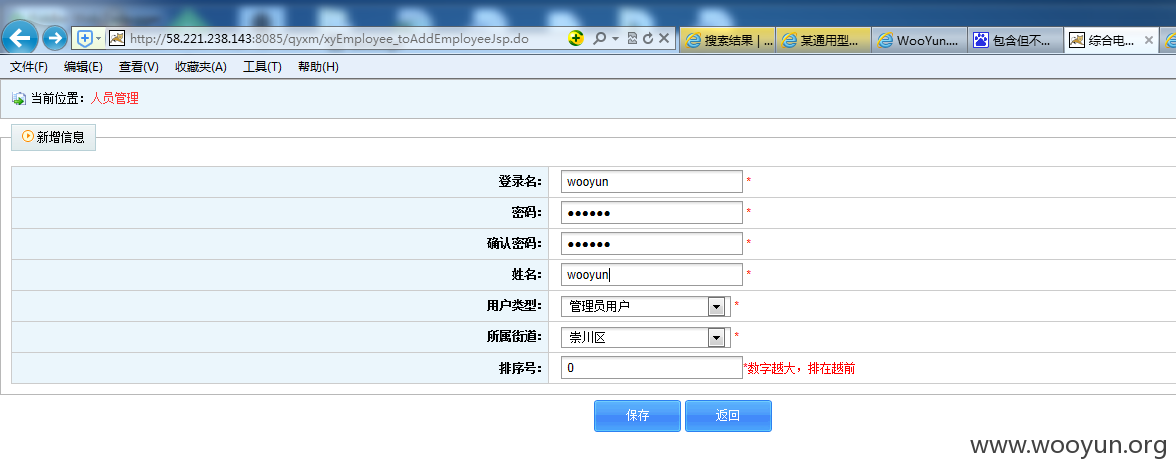 http://58.221.238.143:8085/qyxm/xyEmployee_toAddEmployeeJsp.do
搜索结果 | ...
某通用型...
WooYun....
包含但不...
综合电...
文件(F) 编辑(E) 查看(V) 收藏夹(A) 工具(T) 帮助(H)
当前位置：人员管理
新增信息
登录名： wooyun *
密码： ●●●●●● *
确认密码： ●●●●●● *
姓名： wooyun *
用户类型： 管理员用户 *
所属街道： 崇川区 *
排序号： 0 *数字越大，排在越前
保存 返回
www.wooyun.org